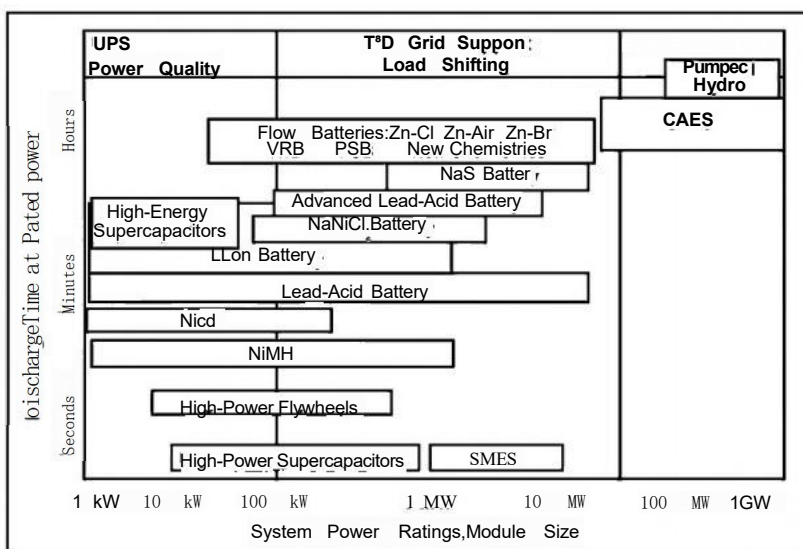 UPS
Power Quality
T⁸D Grid Suppon:
Load Shifting
Pumpec
Hydro
CAES
Flow Batteries:Zn-Cl Zn-Air Zn-Br
VRB PSB New Chemistries
NaS Batter
Advanced Lead-Acid Battery
High-Energy
Supercapacitors
NaNiCl.Battery
LLon Battery
Lead-Acid Battery
Nicd
NiMH
High-Power Flywheels
High-Power Supercapacitors
SMES
Hours
Minutes
Seconds
oischargeTime at Pated power
1 kW 10 kW 100 kW 1 MW 10 MW 100 MW 1GW
System Power Ratings,Module Size